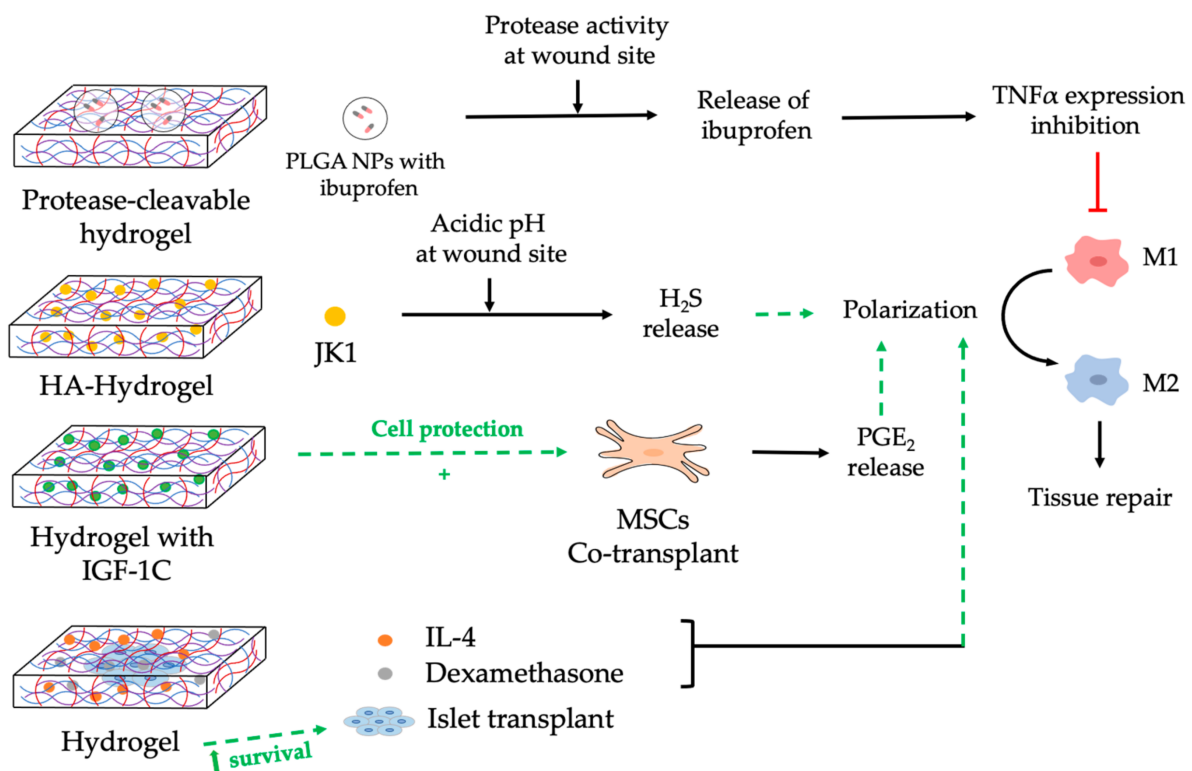 Protease activity
at wound site
Protease-cleavable
hydrogel
PLGA NPs with
ibuprofen
Release of
ibuprofen
TNFα expression
inhibition
Acidic pH
at wound site
HA-Hydrogel
JK1
H₂S
release
Polarization
M1
M2
Tissue repair
Cell protection
+
Hydrogel with
IGF-1C
MSCs
Co-transplant
PGE₂
release
IL-4
Dexamethasone
Islet transplant
Hydrogel
survival